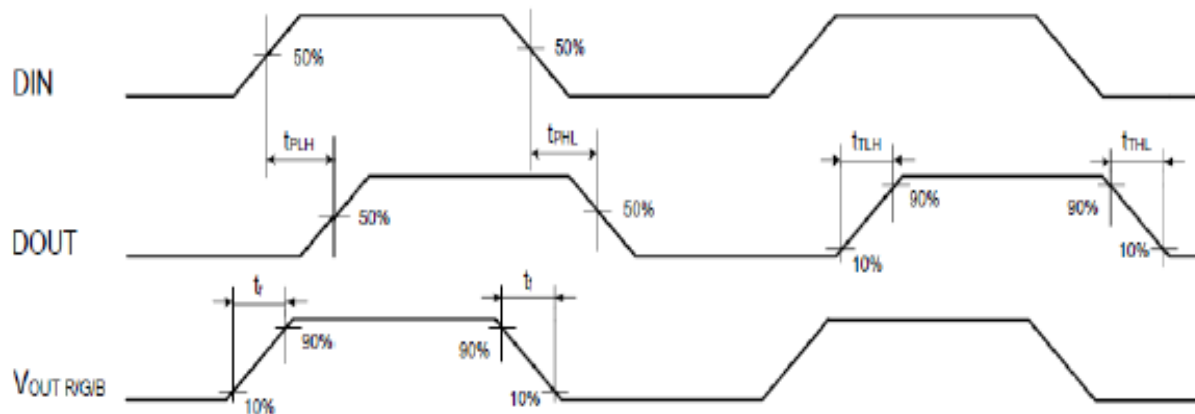 DIN
50%
50%
tPLH
tPHL
tTLH
tTHL
DOUT
50%
50%
90%
10%
90%
10%
tr
tf
VOUT R/G/B
90%
10%
90%
10%